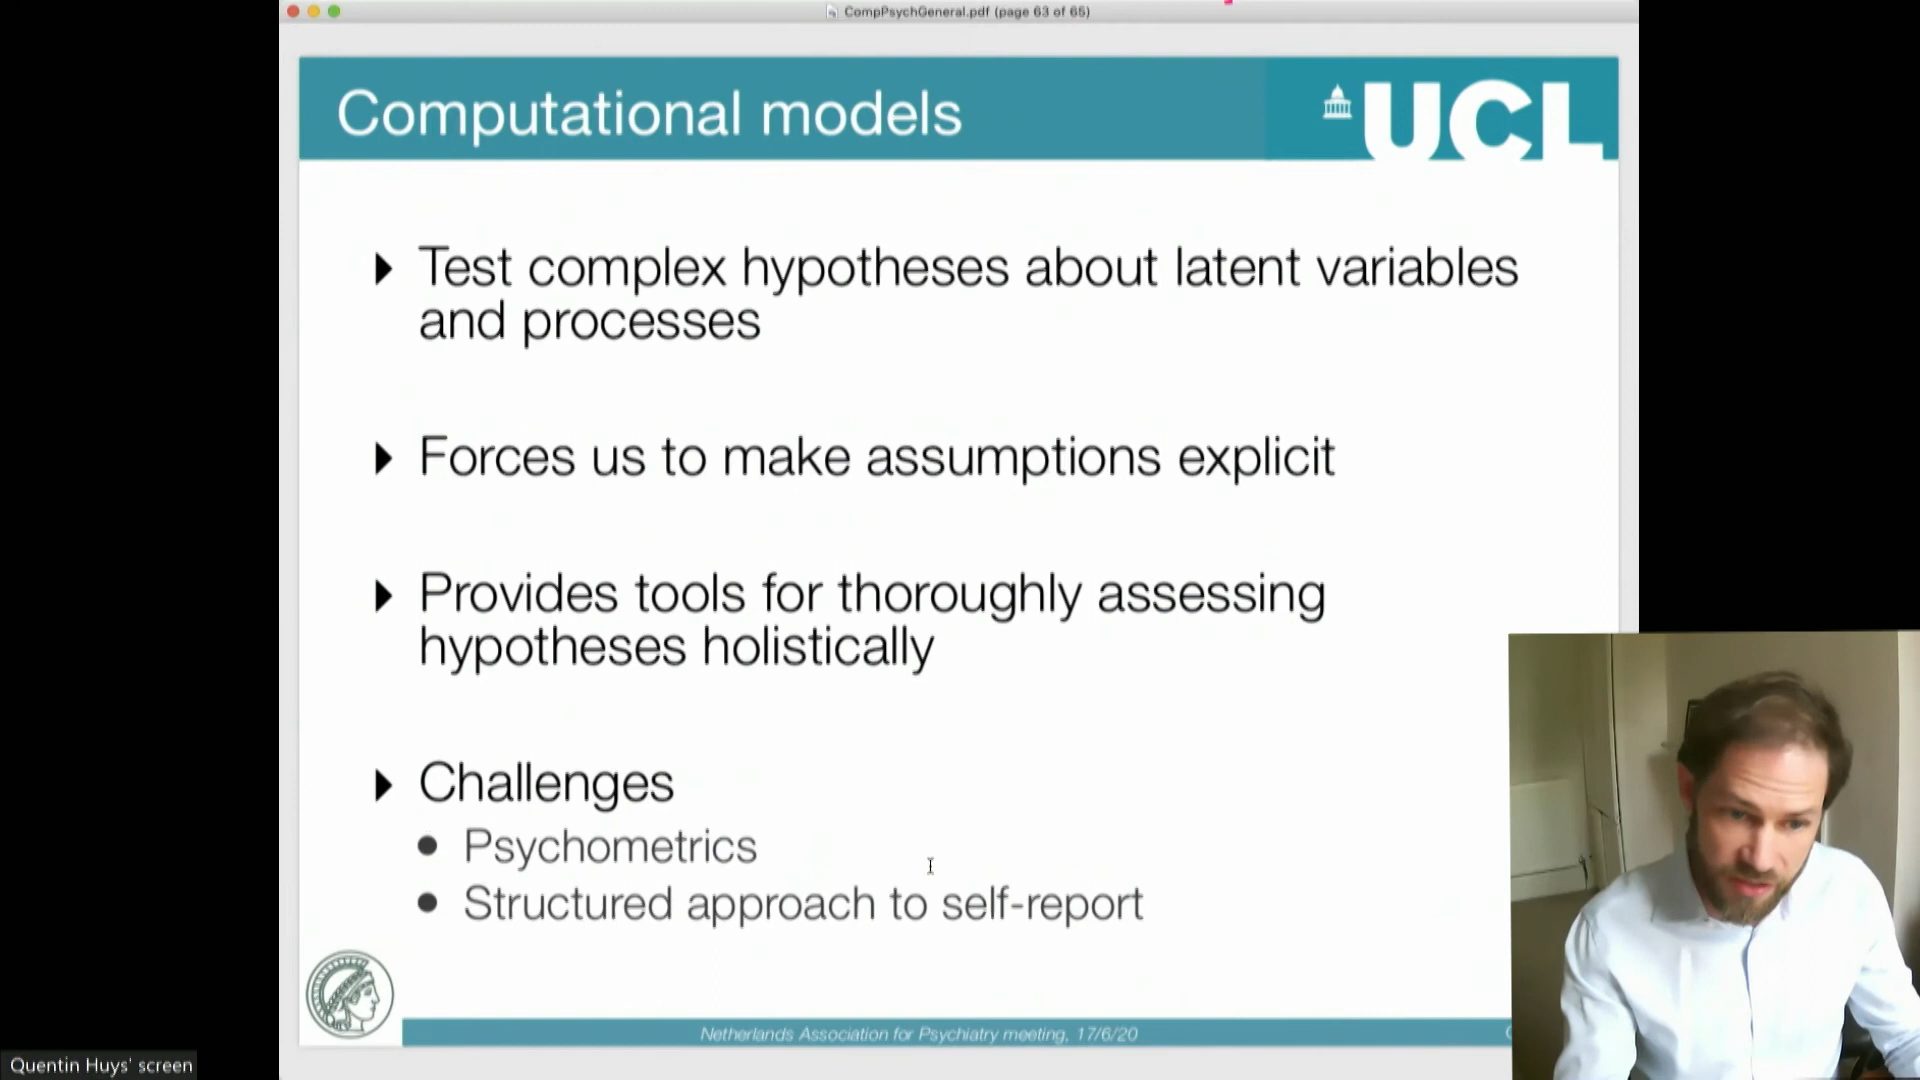 CompPsychGeneral.pdf (page 63 of 65)
Computational models
UCL
Test complex hypotheses about latent variables
and processes
Forces us to make assumptions explicit
Provides tools for thoroughly assessing
hypotheses holistically
Challenges
Psychometrics
Structured approach to self-report
Netherlands Association for Psychiatry meeting, 17/6/20
Quentin Huys' screen